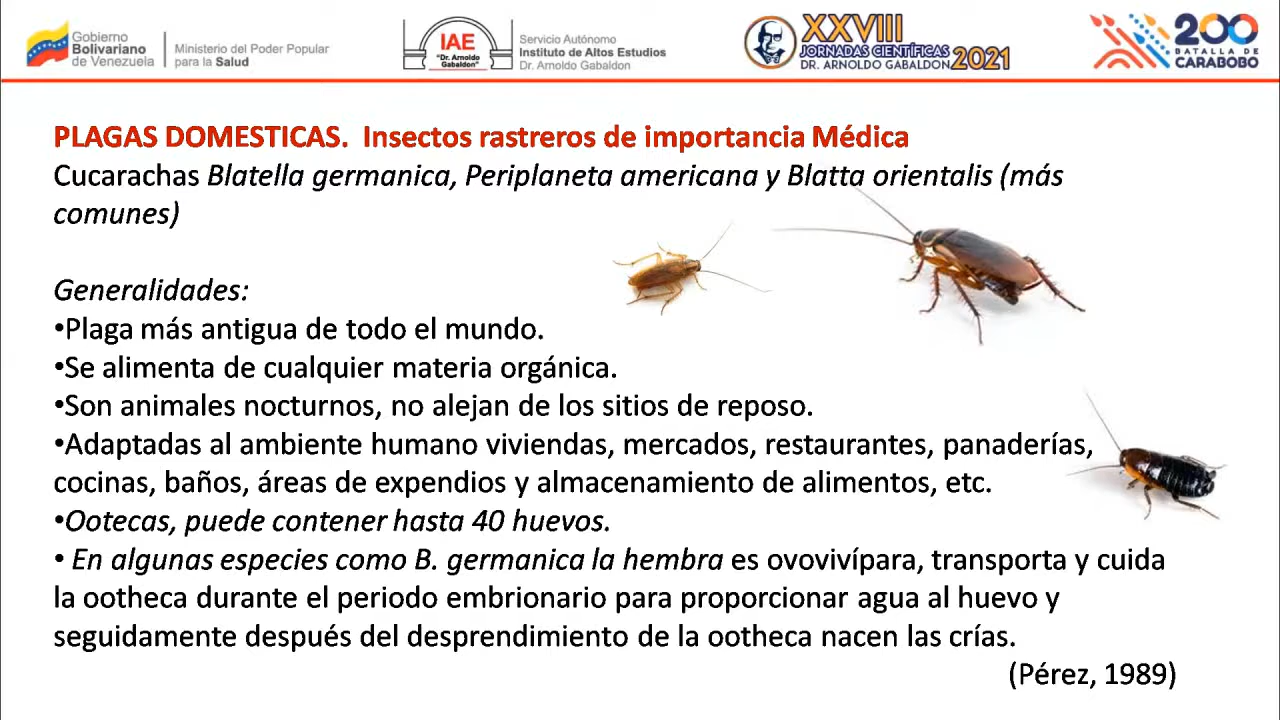 Gobierno
Bolivariano
de Venezuela
Ministerio del Poder Popular
para la Salud
IAE
"Dr. Arnoldo
Gabaldon"
Servicio Autónomo
Instituto de Altos Estudios
Dr. Arnoldo Gabaldon
XXVIII
JORNADAS CIENTÍFICAS
DR. ARNOLDO GABALDON 2021
200
BATALLA DE
CARABOBO
PLAGAS DOMESTICAS. Insectos rastreros de importancia Médica
Cucarachas Blatella germanica, Periplaneta americana y Blatta orientalis (más
comunes)
Generalidades:
•Plaga más antigua de todo el mundo.
•Se alimenta de cualquier materia orgánica.
•Son animales nocturnos, no alejan de los sitios de reposo.
•Adaptadas al ambiente humano viviendas, mercados, restaurantes, panaderías,
cocinas, baños, áreas de expendios y almacenamiento de alimentos, etc.
•Ootecas, puede contener hasta 40 huevos.
• En algunas especies como B. germanica la hembra es ovovivípara, transporta y cuida
la ootheca durante el periodo embrionario para proporcionar agua al huevo y
seguidamente después del desprendimiento de la ootheca nacen las crías.
(Pérez, 1989)